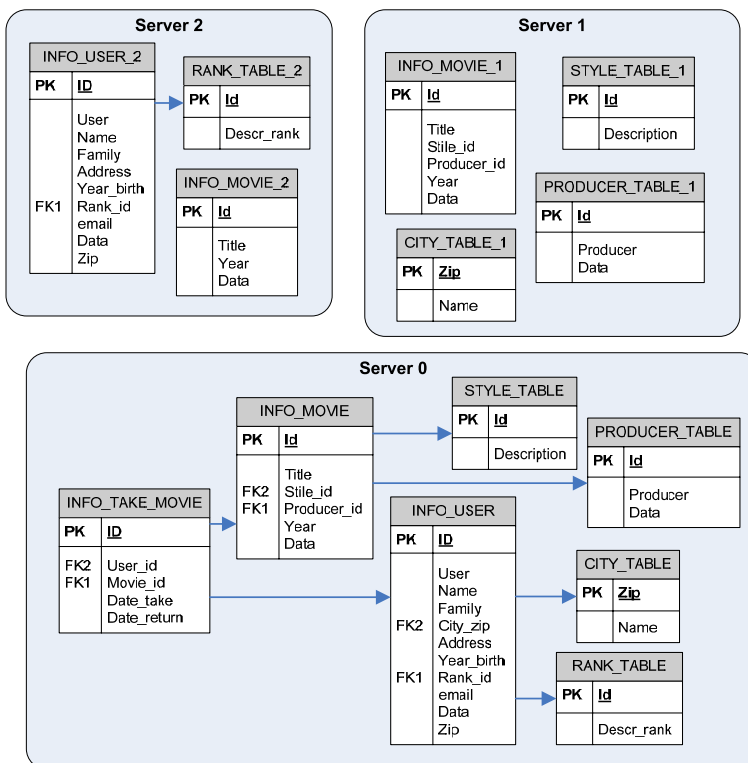 Server 2
INFO_USER_2
PK ID
User
Name
Family
Address
Year_birth
FK1 Rank_id
email
Data
Zip
RANK_TABLE_2
PK Id
Descr_rank
INFO_MOVIE_2
PK Id
Title
Year
Data
Server 1
INFO_MOVIE_1
PK Id
Title
Stile_id
Producer_id
Year
Data
STYLE_TABLE_1
PK Id
Description
CITY_TABLE_1
PK Zip
Name
PRODUCER_TABLE_1
PK Id
Producer
Data
Server 0
INFO_TAKE_MOVIE
PK ID
FK2 User_id
FK1 Movie_id
Date_take
Date_return
INFO_MOVIE
PK Id
Title
FK2 Stile_id
FK1 Producer_id
Year
Data
STYLE_TABLE
PK Id
Description
PRODUCER_TABLE
PK Id
Producer
Data
INFO_USER
PK ID
User
Name
Family
FK2 City_zip
Address
Year_birth
FK1 Rank_id
email
Data
Zip
CITY_TABLE
PK Zip
Name
RANK_TABLE
PK Id
Descr_rank